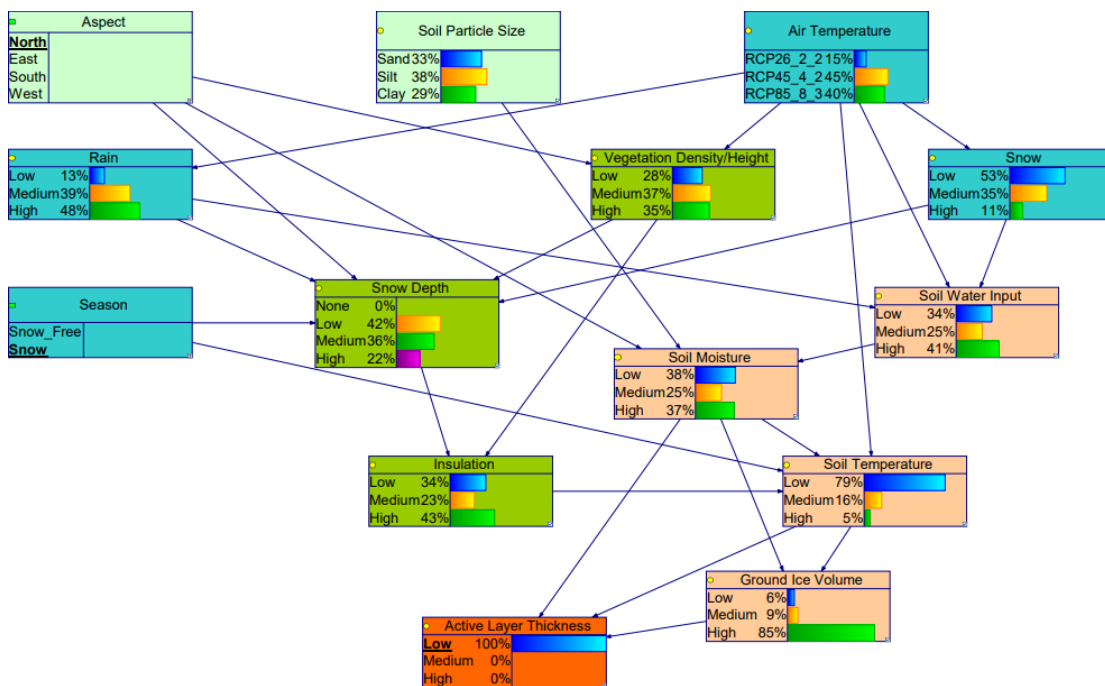 Aspect
North
East
South
West
Soil Particle Size
Sand 33%
Silt 38%
Clay 29%
Air Temperature
RCP26_2_2 15%
RCP45_4_2 45%
RCP85_8_3 40%
Rain
Low 13%
Medium 39%
High 48%
Vegetation Density/Height
Low 28%
Medium 37%
High 35%
Snow
Low 53%
Medium 35%
High 11%
Season
Snow_Free
Snow
Snow Depth
None 0%
Low 42%
Medium 36%
High 22%
Soil Water Input
Low 34%
Medium 25%
High 41%
Soil Moisture
Low 38%
Medium 25%
High 37%
Insulation
Low 34%
Medium 23%
High 43%
Soil Temperature
Low 79%
Medium 16%
High 5%
Ground Ice Volume
Low 6%
Medium 9%
High 85%
Active Layer Thickness
Low 100%
Medium 0%
High 0%